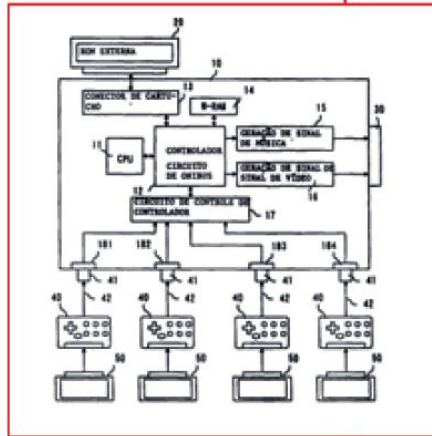 20
ROM EXTERNA
10
CONECTOR DE CARTU-
CHO
13
W-RAM
14
15
11
CPU
CONTROLADOR
CIRCUITO
DE ONIBUS
12
GERAÇÃO DE SINAL
DE MÚSICA
30
GERAÇÃO DE SINAL DE
SINAL DE VÍDEO
16
CIRCUITO DE CONTROLE DE
CONTROLADOR
17
181 182 183 184
41 41 41 41
40 42 40 42 40 42 40 42
50 50 50 50